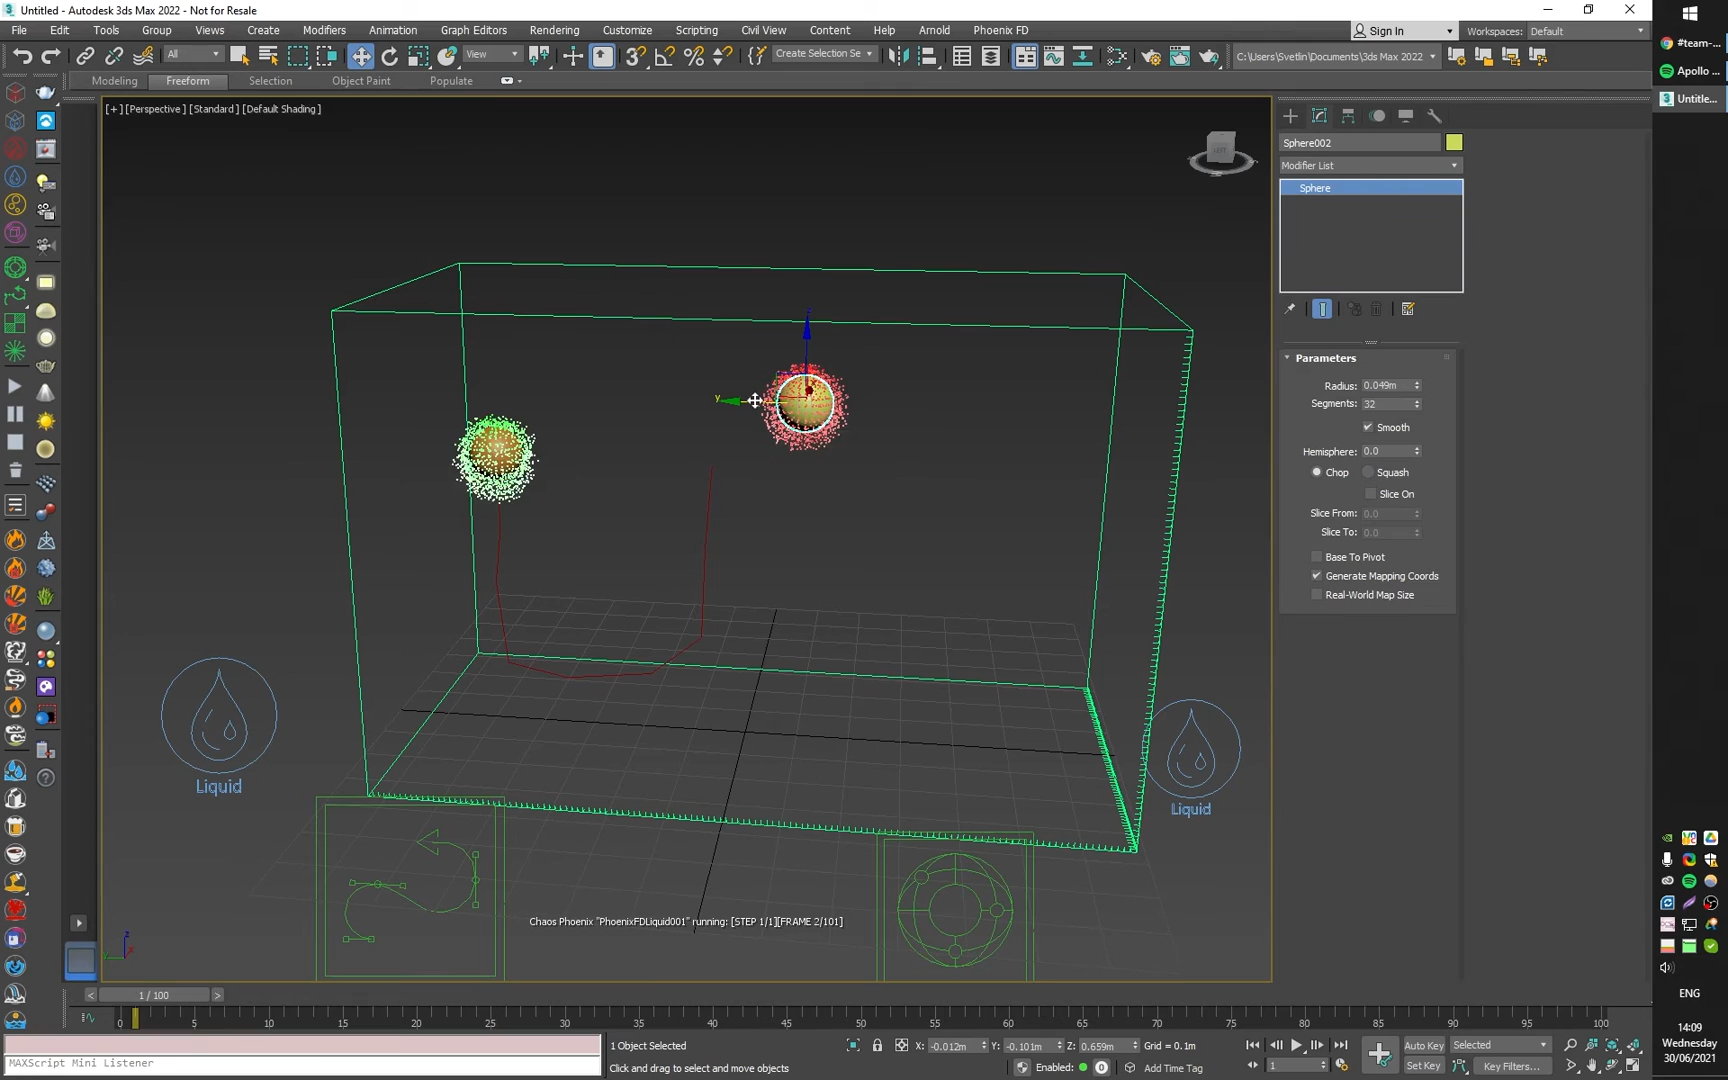 Untitled - Autodesk 3ds Max 2022 - Not for Resale
File Edit Tools Group Views Create Modifiers Animation Graph Editors Rendering Customize Scripting Civil View Content Help Arnold Phoenix FD
Sign In
Workspaces: Default
All
View
Create Selection Se
C:\Users\Svetlin\Documents\3ds Max 2022
Modeling Freeform Selection Object Paint Populate
[+] [Perspective] [Standard] [Default Shading]
#team-...
Apollo ...
Untitle...
Sphere002
Modifier List
Sphere
Parameters
Radius: 0.049m
Segments: 32
Smooth
Hemisphere: 0.0
Chop Squash
Slice On
Slice From: 0.0
Slice To: 0.0
Base To Pivot
Generate Mapping Coords
Real-World Map Size
y
Liquid
Liquid
Chaos Phoenix "PhoenixFDLiquid001" running: [STEP 1/1][FRAME 2/101]
1 / 100
0 5 10 15 20 25 30 35 40 45 50 55 60 65 70 75 80 85 90 95 100
MAXScript Mini Listener
1 Object Selected
Click and drag to select and move objects
X: -0.012m Y: -0.101m Z: 0.659m Grid = 0.1m
Enabled: 0 Add Time Tag
1
Auto Key Selected
Set Key Key Filters...
ENG
14:09
Wednesday
30/06/2021